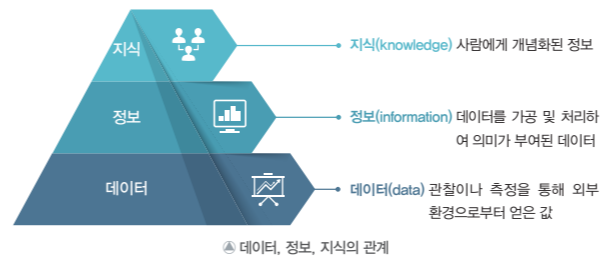 지식
지식(knowledge) 사람에게 개념화된 정보
정보
정보(information) 데이터를 가공 및 처리하
여 의미가 부여된 데이터
데이터
데이터(data) 관찰이나 측정을 통해 외부
환경으로부터 얻은 값
데이터, 정보, 지식의 관계